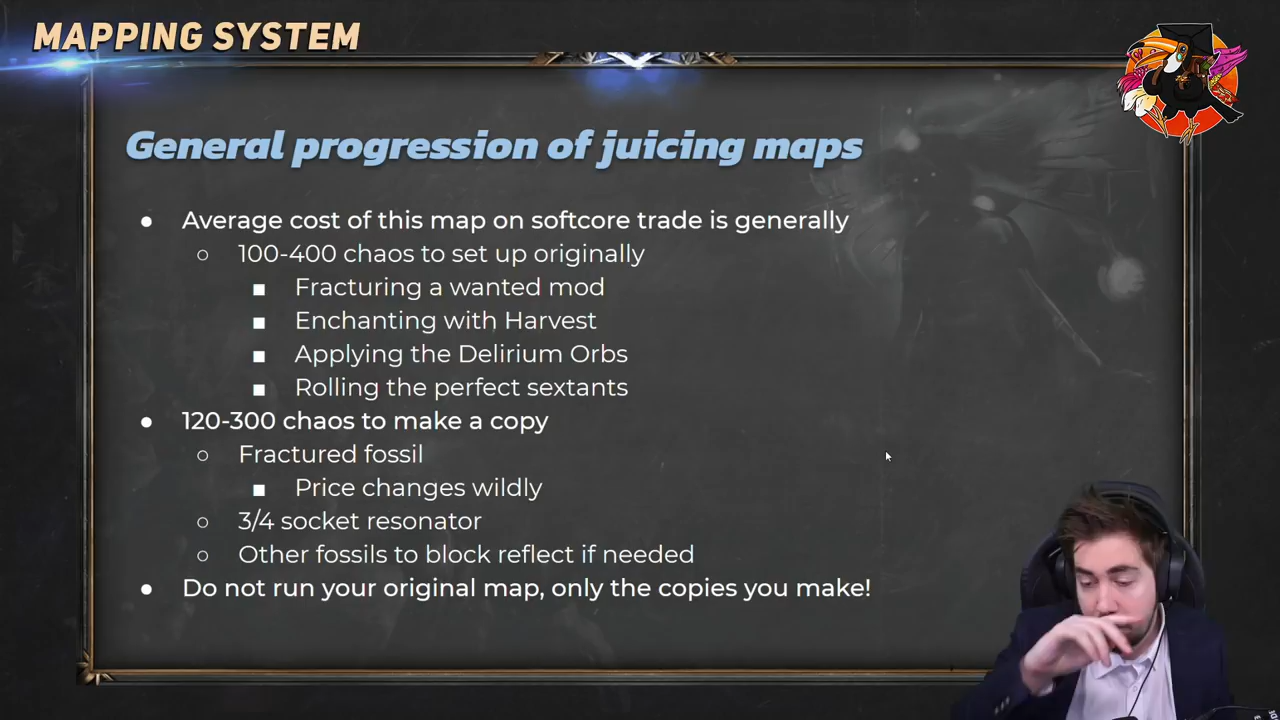 MAPPING SYSTEM
General progression of juicing maps
● Average cost of this map on softcore trade is generally
○ 100-400 chaos to set up originally
■ Fracturing a wanted mod
■ Enchanting with Harvest
■ Applying the Delirium Orbs
■ Rolling the perfect sextants
● 120-300 chaos to make a copy
○ Fractured fossil
■ Price changes wildly
○ 3/4 socket resonator
○ Other fossils to block reflect if needed
● Do not run your original map, only the copies you make!